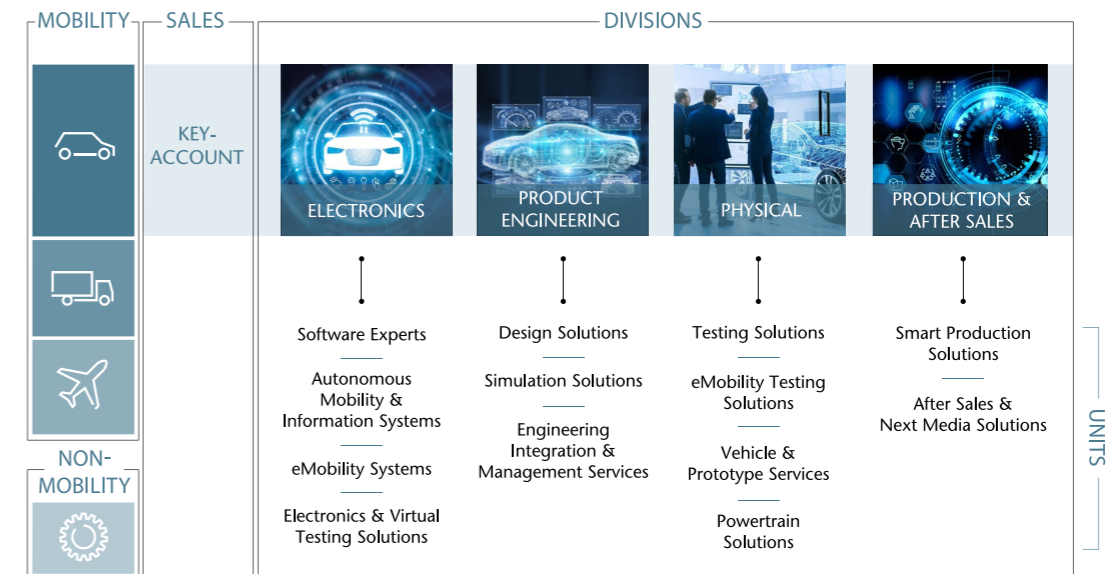 MOBILITY
SALES
DIVISIONS
KEY-
ACCOUNT
ELECTRONICS
PRODUCT
ENGINEERING
PHYSICAL
PRODUCTION &
AFTER SALES
Software Experts
Autonomous
Mobility &
Information Systems
eMobility Systems
Electronics & Virtual
Testing Solutions
Design Solutions
Simulation Solutions
Engineering
Integration &
Management Services
Testing Solutions
eMobility Testing
Solutions
Vehicle &
Prototype Services
Powertrain
Solutions
Smart Production
Solutions
After Sales &
Next Media Solutions
UNITS
NON-
MOBILITY